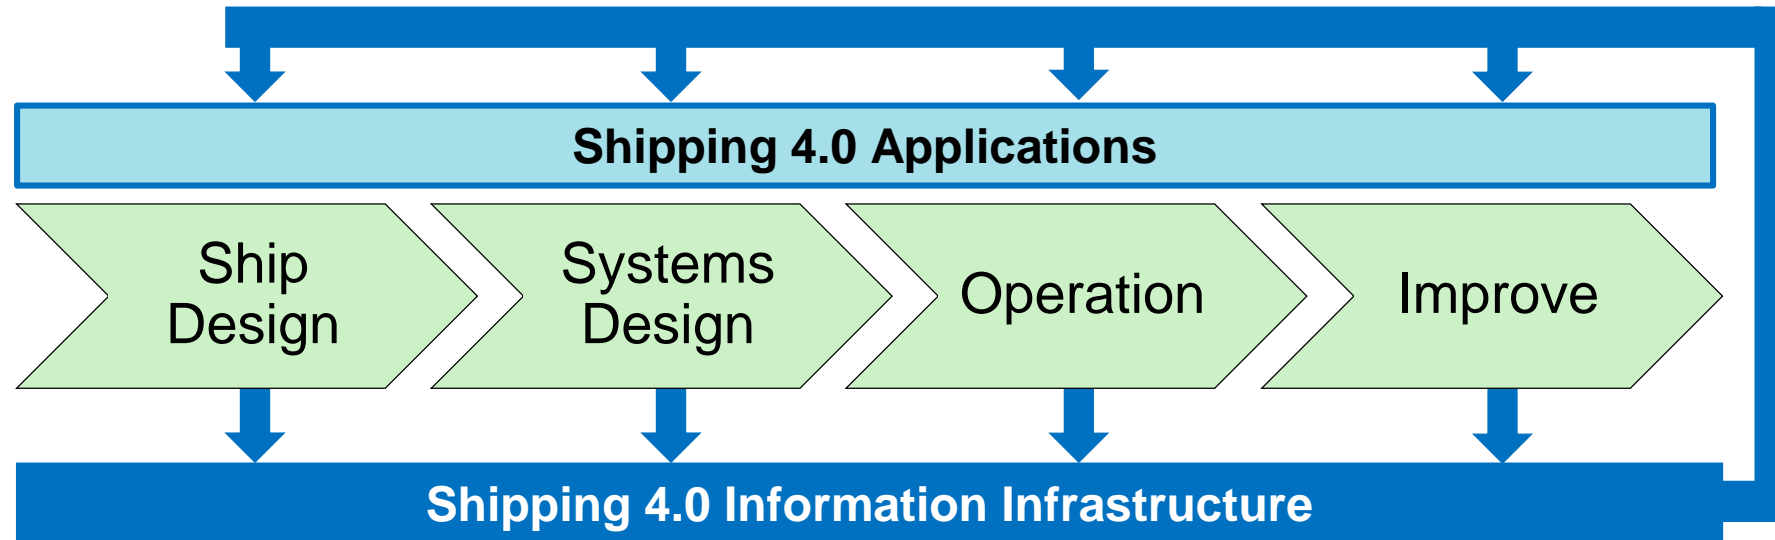 Shipping 4.0 Applications
Ship
Design
Systems
Design
Operation
Improve
Shipping 4.0 Information Infrastructure